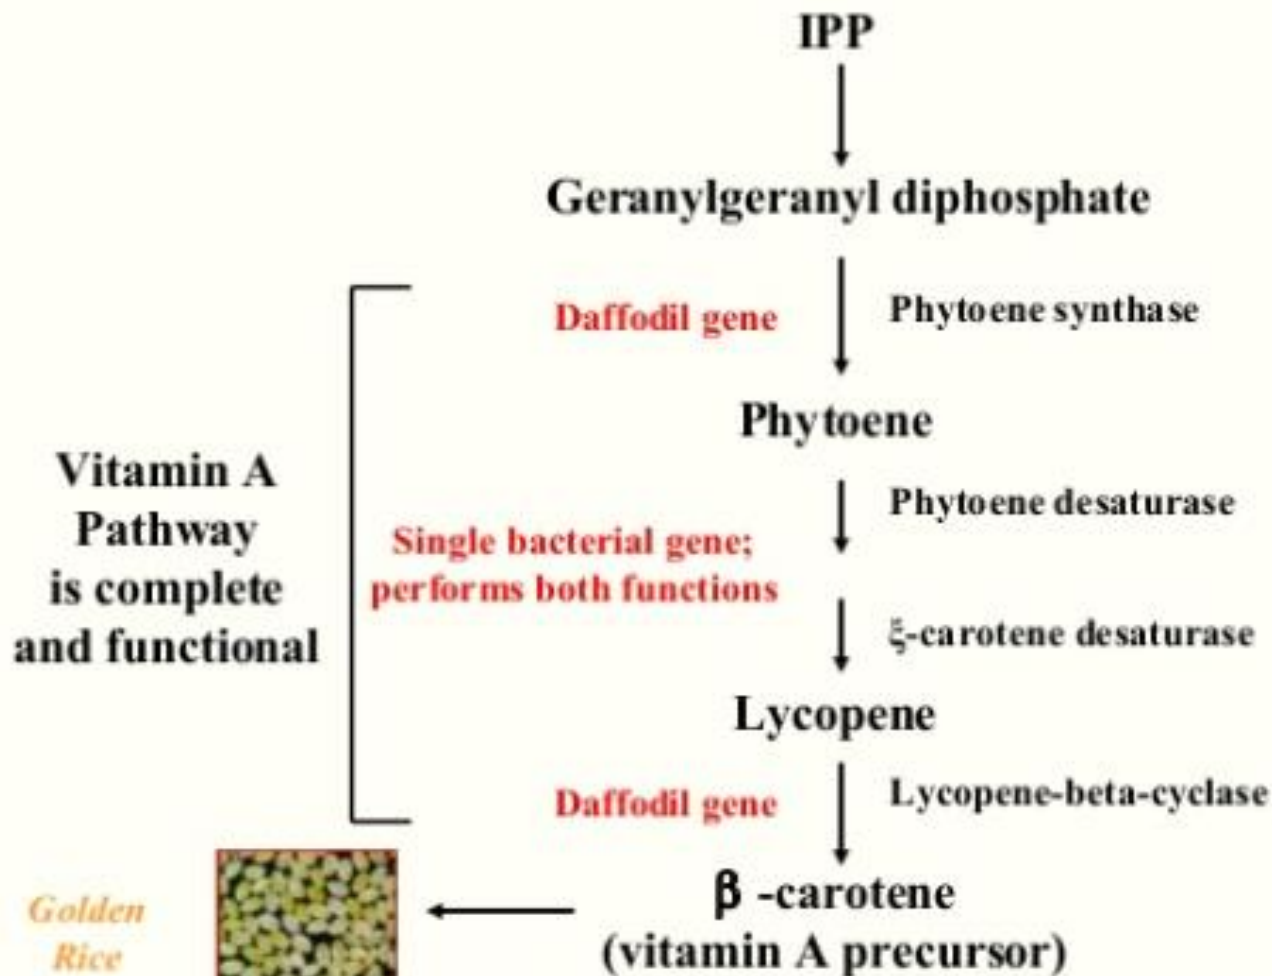 IPP
Geranylgeranyl diphosphate
Daffodil gene
Phytoene synthase
Phytoene
Vitamin A
Pathway
is complete
and functional
Single bacterial gene;
performs both functions
Phytoene desaturase
ξ-carotene desaturase
Lycopene
Daffodil gene
Lycopene-beta-cyclase
β -carotene
(vitamin A precursor)
Golden
Rice